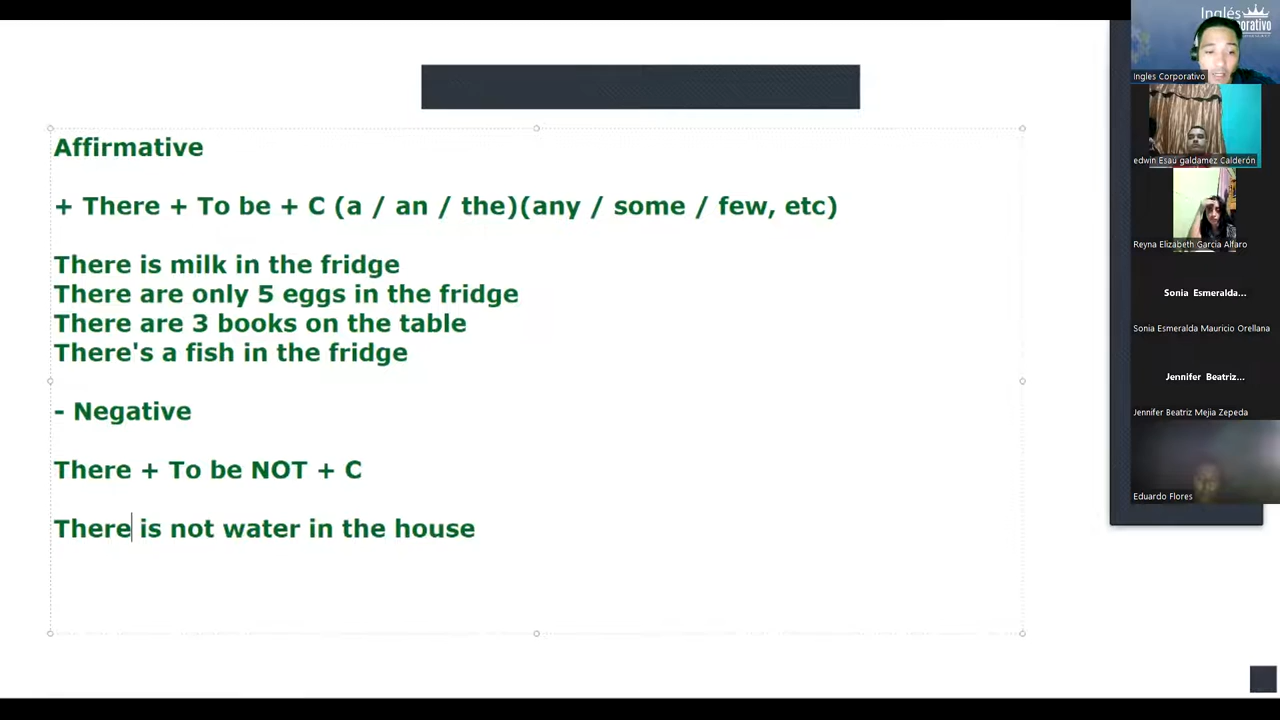 Affirmative
+ There + To be + C (a / an / the)(any / some / few, etc)
There is milk in the fridge
There are only 5 eggs in the fridge
There are 3 books on the table
There's a fish in the fridge
- Negative
There + To be NOT + C
There is not water in the house
Inglés
orativo
Ingles Corporativo
edwin Esaú galdamez Calderón
Reyna Elizabeth Garcia Alfaro
Sonia Esmeralda...
Sonia Esmeralda Mauricio Orellana
Jennifer Beatriz...
Jennifer Beatriz Mejia Zepeda
Eduardo Flores